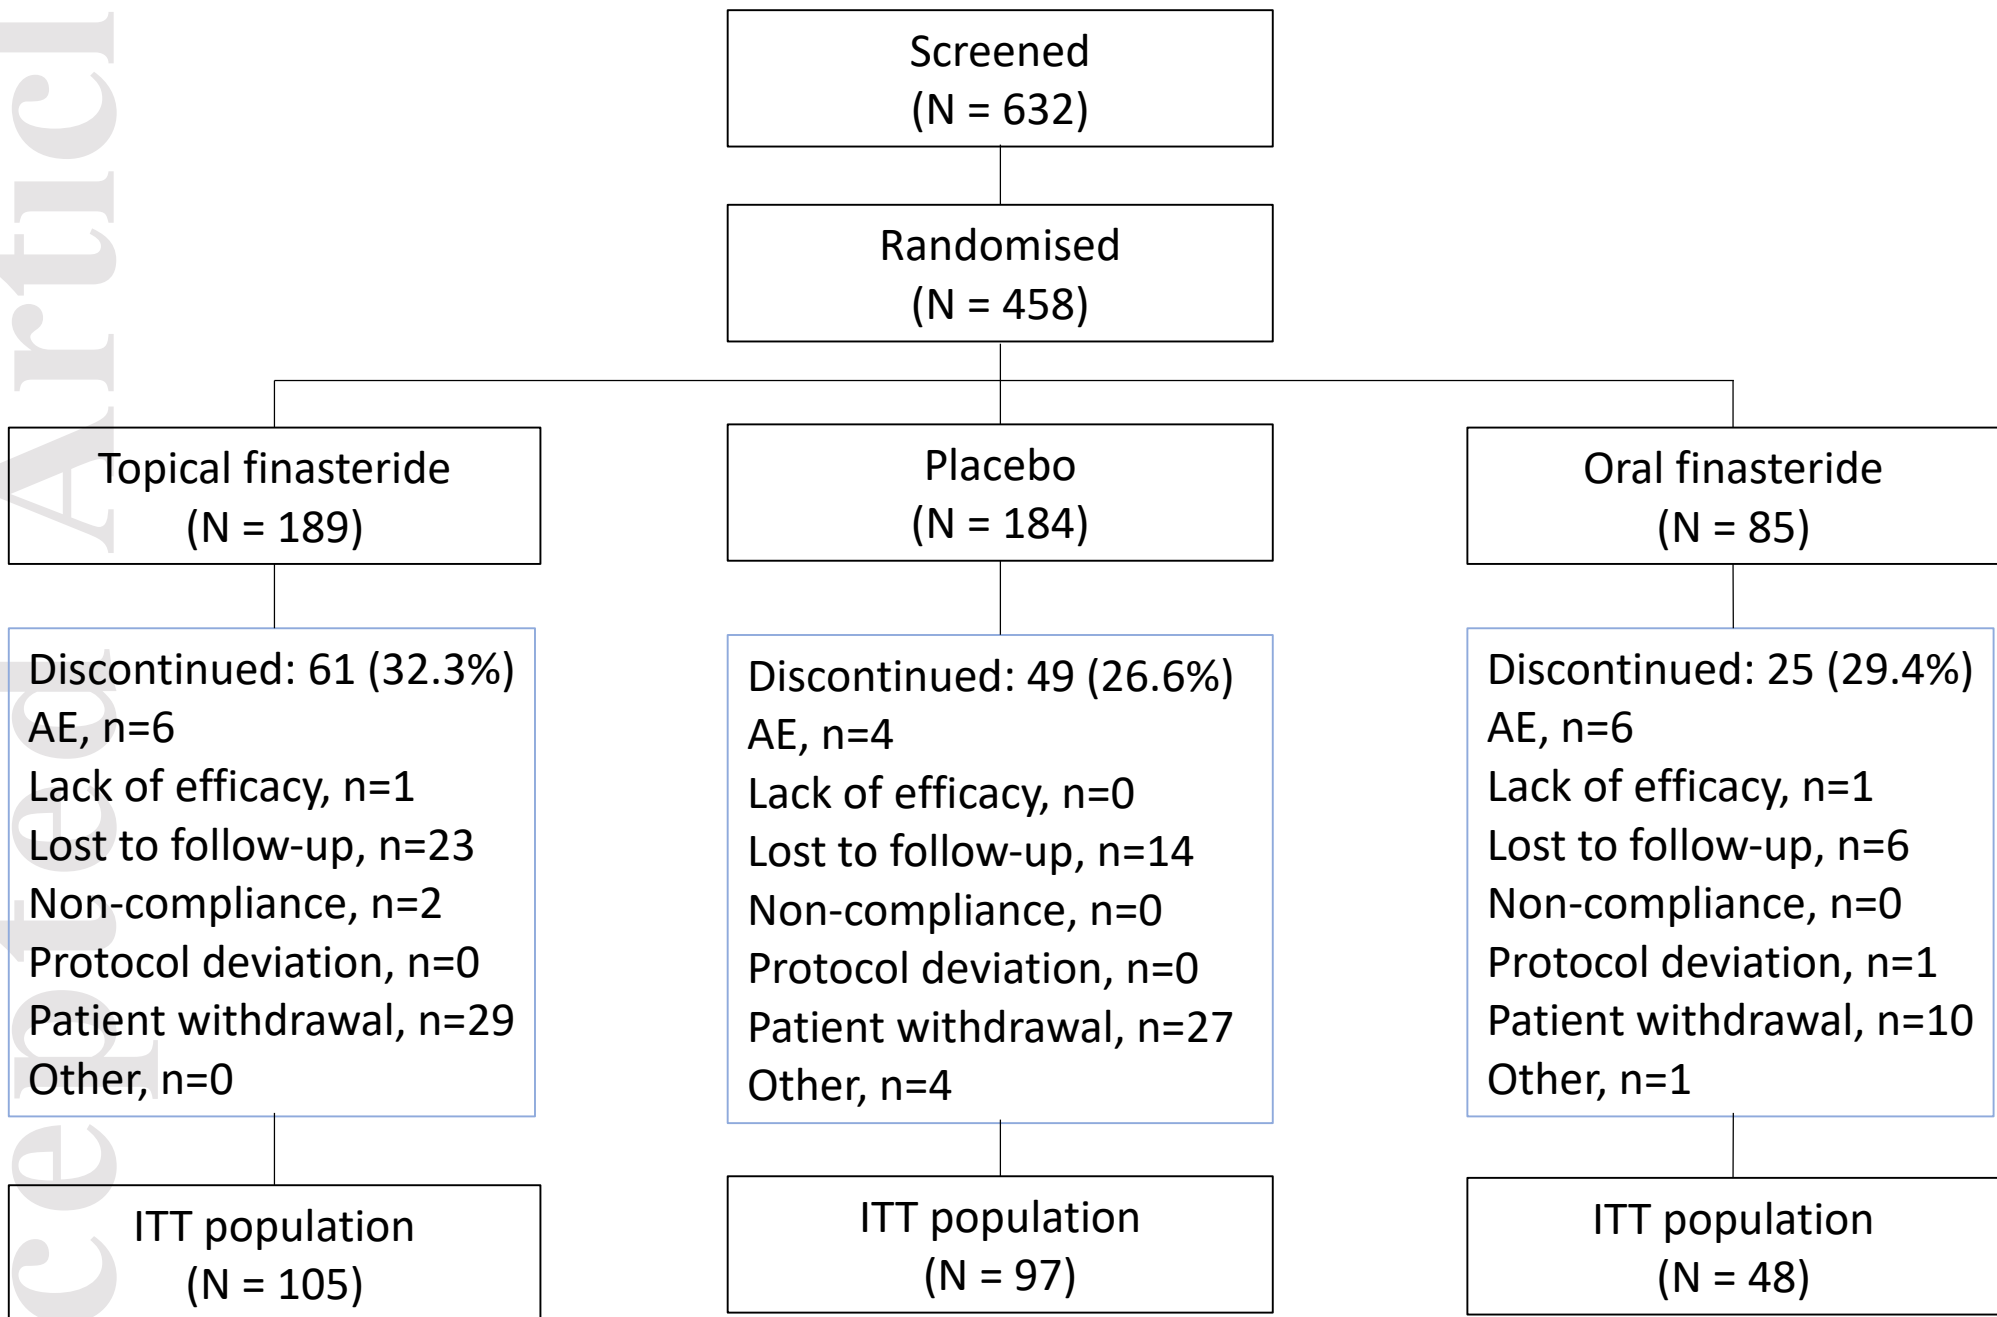 Screened
(N = 632)
Randomised
(N = 458)
Topical finasteride
(N = 189)
Placebo
(N = 184)
Oral finasteride
(N = 85)
Discontinued: 61 (32.3%)
AE, n=6
Lack of efficacy, n=1
Lost to follow-up, n=23
Non-compliance, n=2
Protocol deviation, n=0
Patient withdrawal, n=29
Other, n=0
Discontinued: 49 (26.6%)
AE, n=4
Lack of efficacy, n=0
Lost to follow-up, n=14
Non-compliance, n=0
Protocol deviation, n=0
Patient withdrawal, n=27
Other, n=4
Discontinued: 25 (29.4%)
AE, n=6
Lack of efficacy, n=1
Lost to follow-up, n=6
Non-compliance, n=0
Protocol deviation, n=1
Patient withdrawal, n=10
Other, n=1
ITT population
(N = 105)
ITT population
(N = 97)
ITT population
(N = 48)
cepted Articl